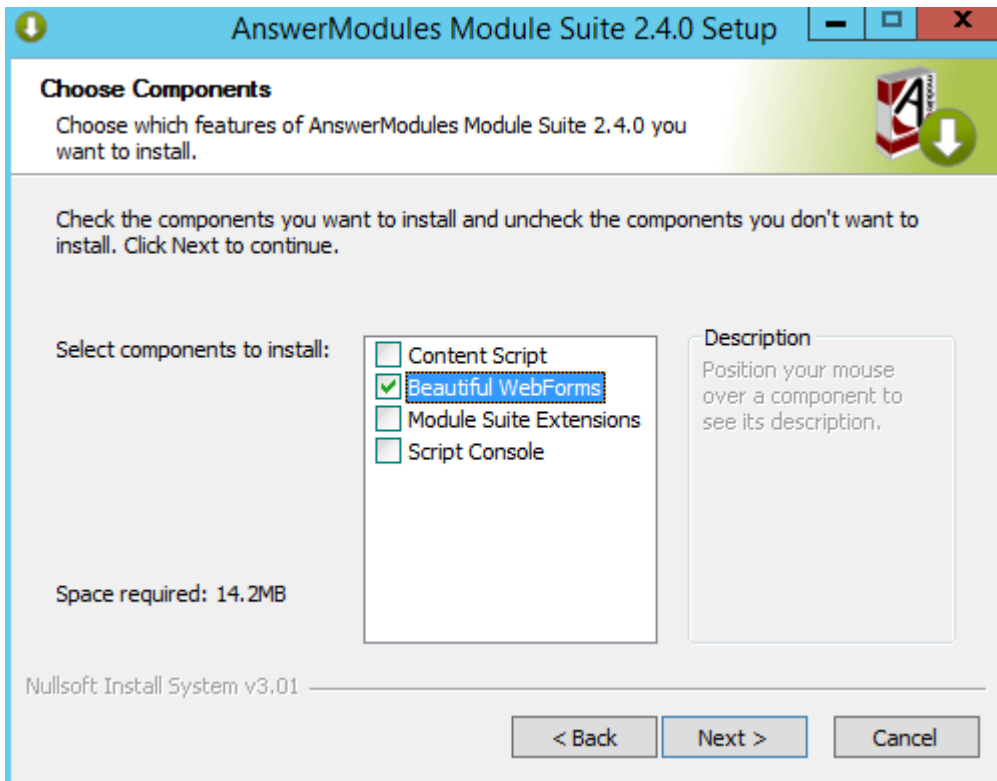 AnswerModules Module Suite 2.4.0 Setup
Choose Components
Choose which features of AnswerModules Module Suite 2.4.0 you
want to install.
Check the components you want to install and uncheck the components you don't want to
install. Click Next to continue.
Select components to install:
Content Script
Beautiful WebForms
Module Suite Extensions
Script Console
Description
Position your mouse
over a component to
see its description.
Space required: 14.2MB
Nullsoft Install System v3.01
< Back
Next >
Cancel